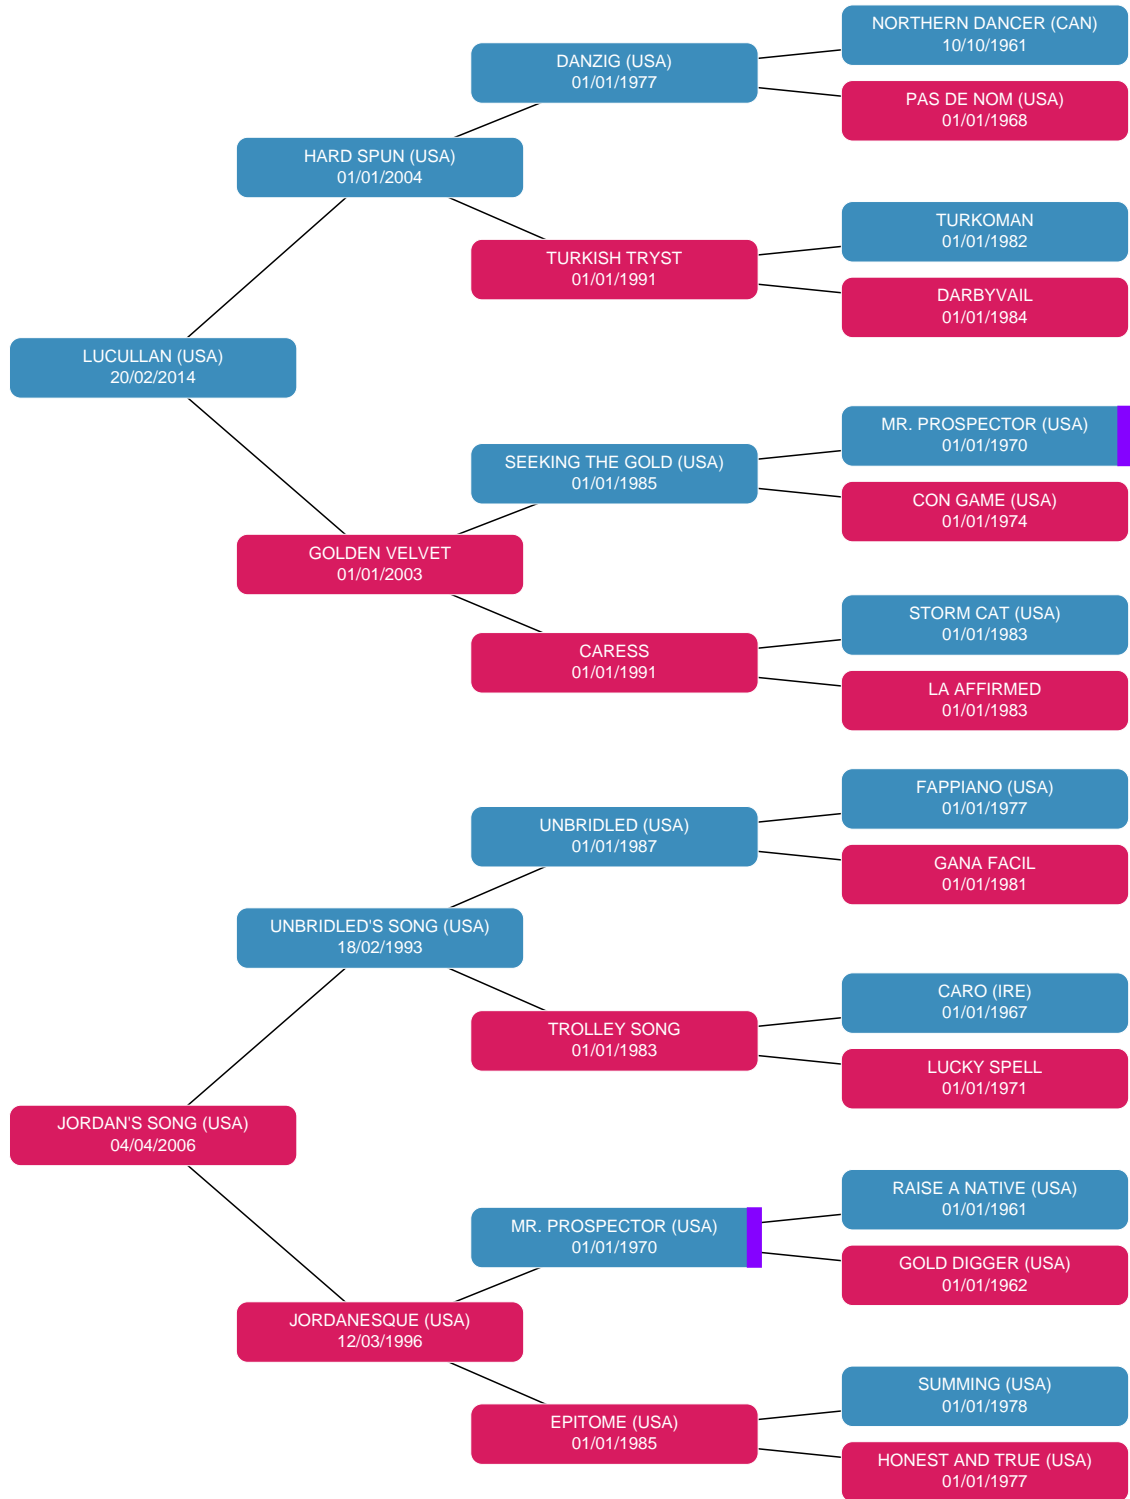 NORTHERN DANCER (CAN)
10/10/1961
DANZIG (USA)
01/01/1977
PAS DE NOM (USA)
01/01/1968
HARD SPUN (USA)
01/01/2004
TURKOMAN
01/01/1982
TURKISH TRYST
01/01/1991
DARBYVAIL
01/01/1984
LUCULLAN (USA)
20/02/2014
MR. PROSPECTOR (USA)
01/01/1970
SEEKING THE GOLD (USA)
01/01/1985
CON GAME (USA)
01/01/1974
GOLDEN VELVET
01/01/2003
STORM CAT (USA)
01/01/1983
CARESS
01/01/1991
LA AFFIRMED
01/01/1983
FAPPIANO (USA)
01/01/1977
UNBRIDLED (USA)
01/01/1987
GANA FACIL
01/01/1981
UNBRIDLED'S SONG (USA)
18/02/1993
CARO (IRE)
01/01/1967
TROLLEY SONG
01/01/1983
LUCKY SPELL
01/01/1971
JORDAN'S SONG (USA)
04/04/2006
RAISE A NATIVE (USA)
01/01/1961
MR. PROSPECTOR (USA)
01/01/1970
GOLD DIGGER (USA)
01/01/1962
JORDANESQUE (USA)
12/03/1996
SUMMING (USA)
01/01/1978
EPITOME (USA)
01/01/1985
HONEST AND TRUE (USA)
01/01/1977